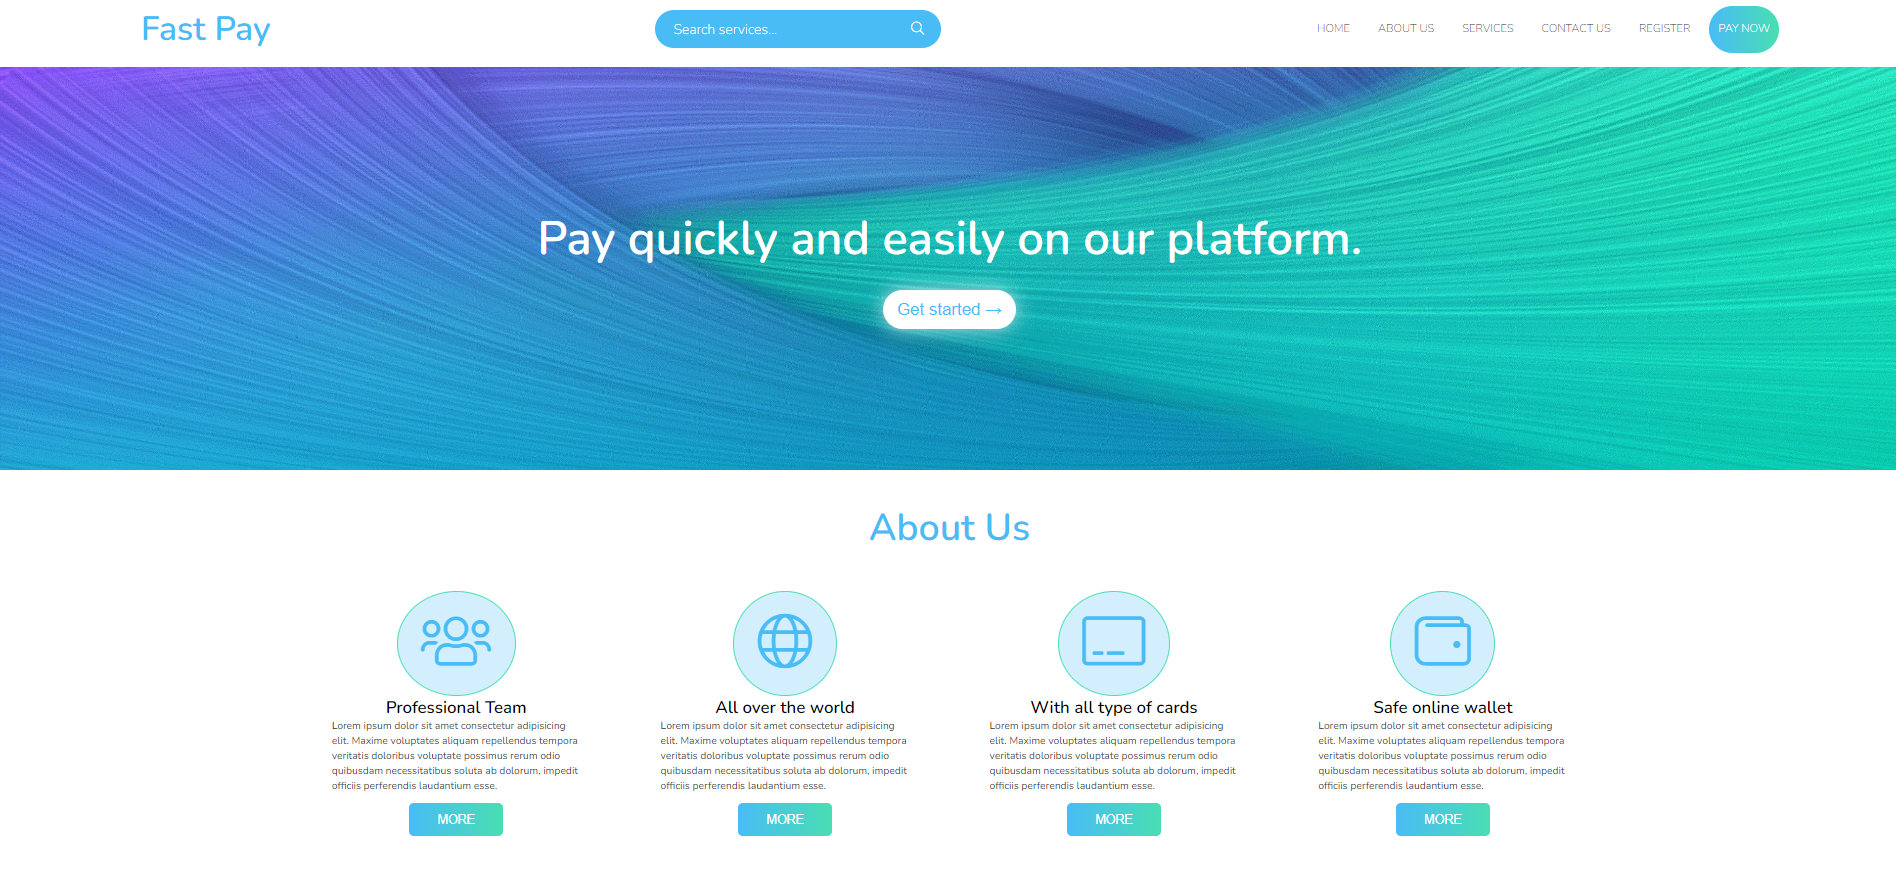 Fast Pay
Search services...
HOME
ABOUT US
SERVICES
CONTACT US
REGISTER
PAY NOW
Pay quickly and easily on our platform.
Get started →
About Us
Professional Team
Lorem ipsum dolor sit amet consectetur adipisicing
elit. Maxime voluptates aliquam repellendus tempora
veritatis doloribus voluptate possimus rerum odio
quibusdam necessitatibus soluta ab dolorum, impedit
officiis perferendis laudantium esse.
MORE
All over the world
Lorem ipsum dolor sit amet consectetur adipisicing
elit. Maxime voluptates aliquam repellendus tempora
veritatis doloribus voluptate possimus rerum odio
quibusdam necessitatibus soluta ab dolorum, impedit
officiis perferendis laudantium esse.
MORE
With all type of cards
Lorem ipsum dolor sit amet consectetur adipisicing
elit. Maxime voluptates aliquam repellendus tempora
veritatis doloribus voluptate possimus rerum odio
quibusdam necessitatibus soluta ab dolorum, impedit
officiis perferendis laudantium esse.
MORE
Safe online wallet
Lorem ipsum dolor sit amet consectetur adipisicing
elit. Maxime voluptates aliquam repellendus tempora
veritatis doloribus voluptate possimus rerum odio
quibusdam necessitatibus soluta ab dolorum, impedit
officiis perferendis laudantium esse.
MORE